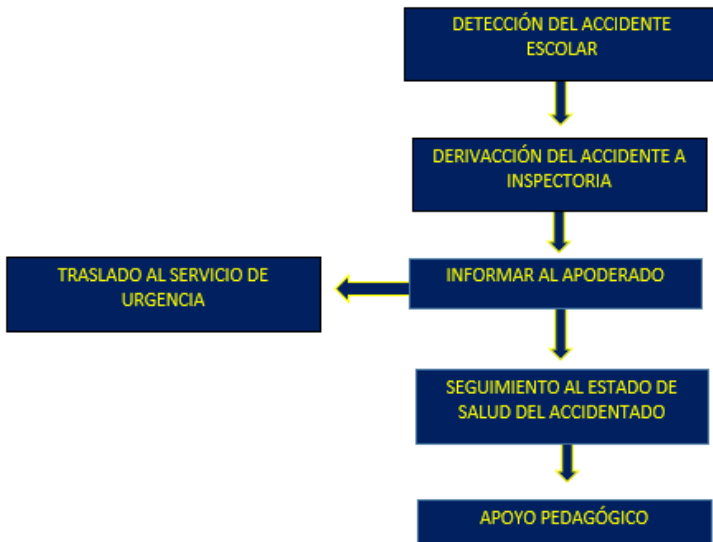 DETECCIÓN DEL ACCIDENTE
ESCOLAR
DERIVACCIÓN DEL ACCIDENTE A
INSPECTORIA
TRASLADO AL SERVICIO DE
URGENCIA
INFORMAR AL APODERADO
SEGUIMIENTO AL ESTADO DE
SALUD DEL ACCIDENTADO
APOYO PEDAGÓGICO